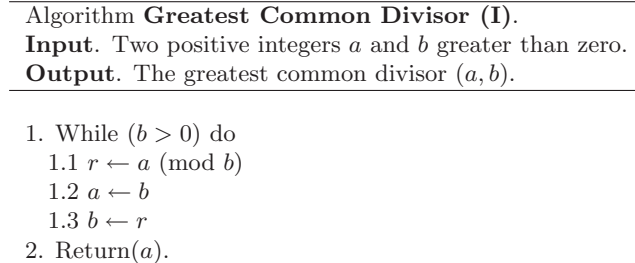 Algorithm Greatest Common Divisor (I).
Input. Two positive integers a and b greater than zero.
Output. The greatest common divisor (a, b).
1. While (b > 0) do
1.1 r ← a (mod b)
1.2 a ← b
1.3 b ← r
2. Return(a).